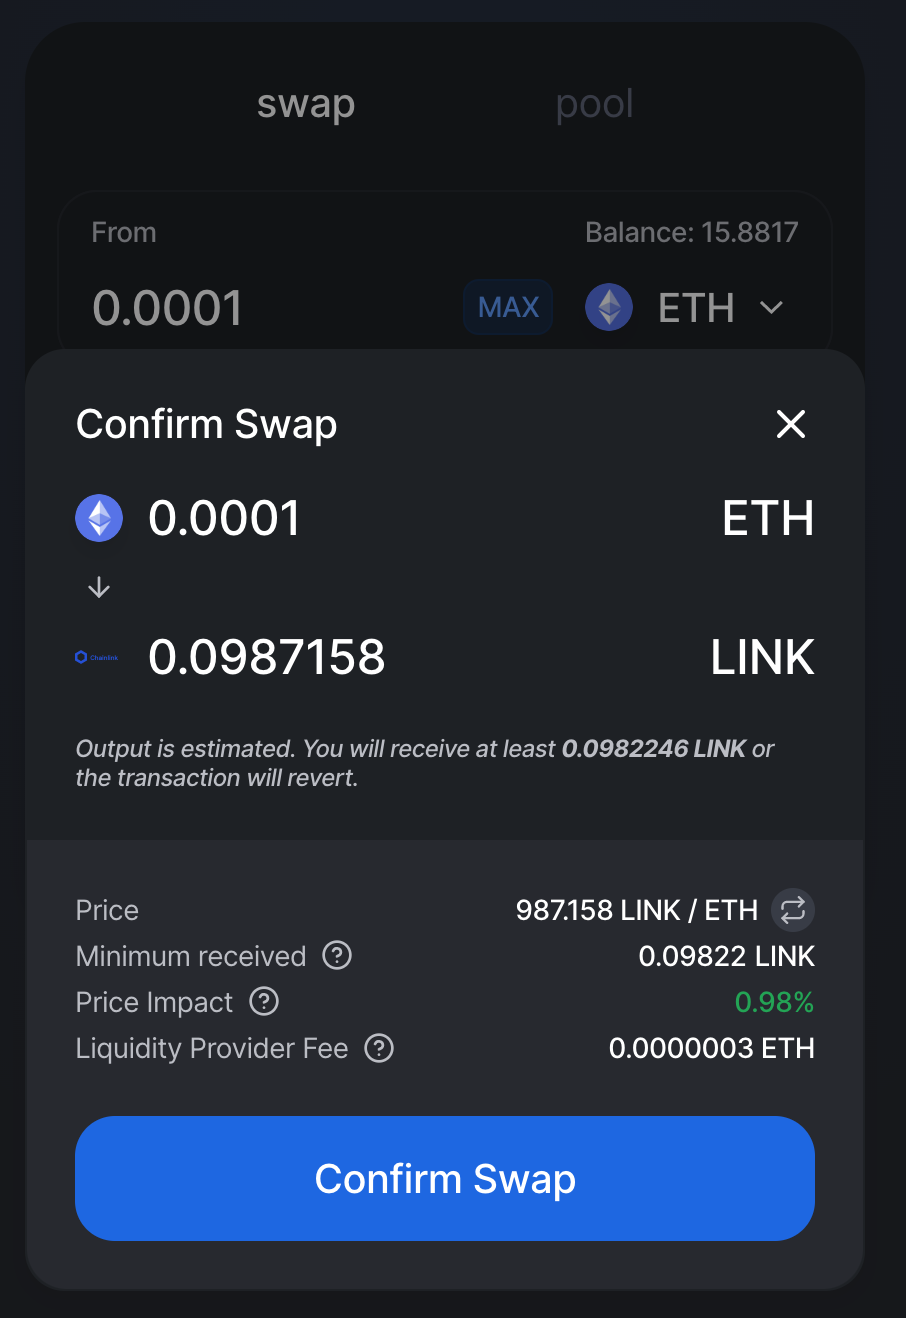 swap pool
From Balance: 15.8817
0.0001 MAX ETH
Confirm Swap
0.0001 ETH
Chainlink 0.0987158 LINK
Output is estimated. You will receive at least 0.0982246 LINK or
the transaction will revert.
Price 987.158 LINK / ETH
Minimum received ? 0.09822 LINK
Price Impact ? 0.98%
Liquidity Provider Fee ? 0.0000003 ETH
Confirm Swap